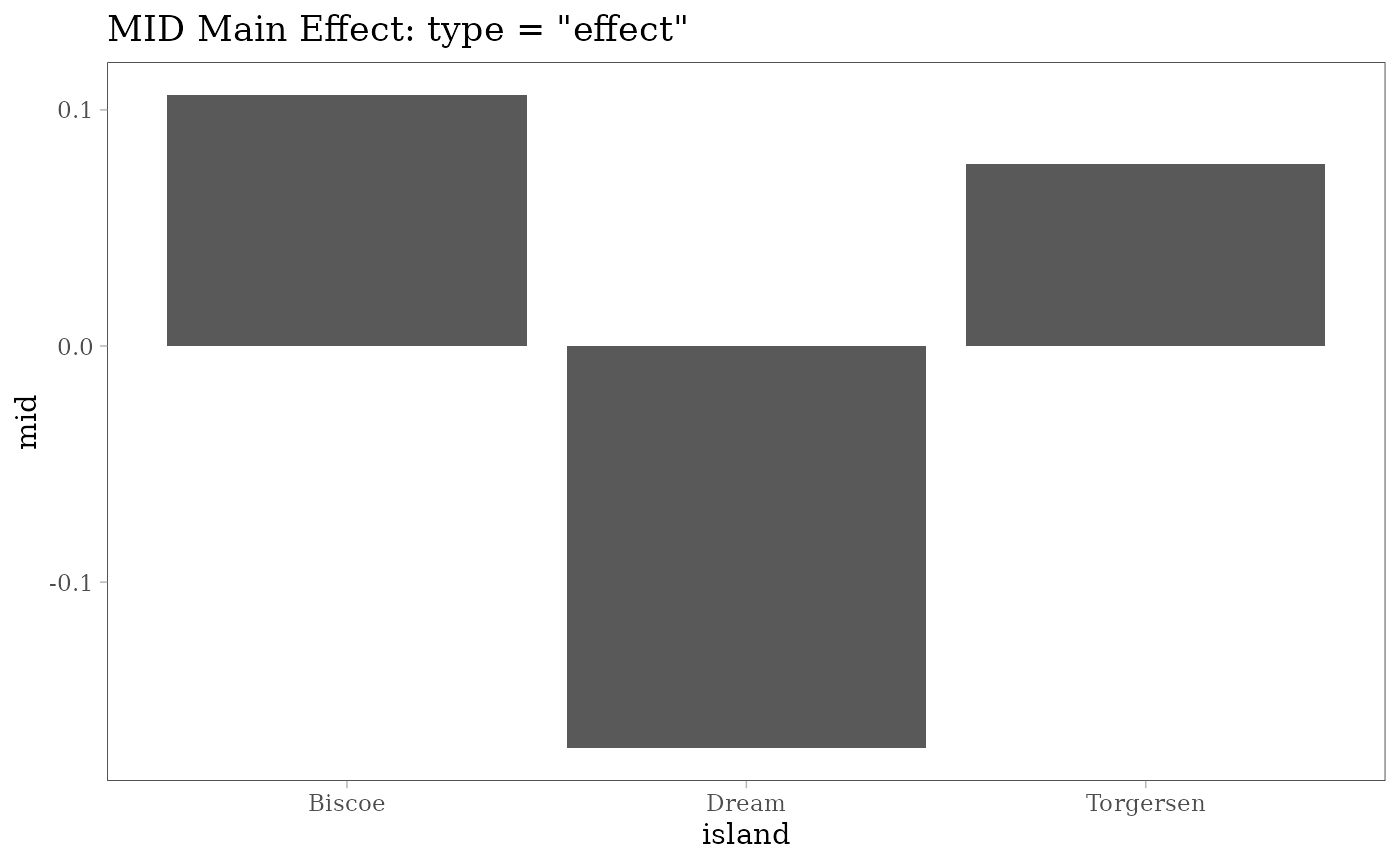 MID Main Effect: type = "effect"
0.1
0.0
-0.1
mid
Biscoe
Dream
Torgersen
island